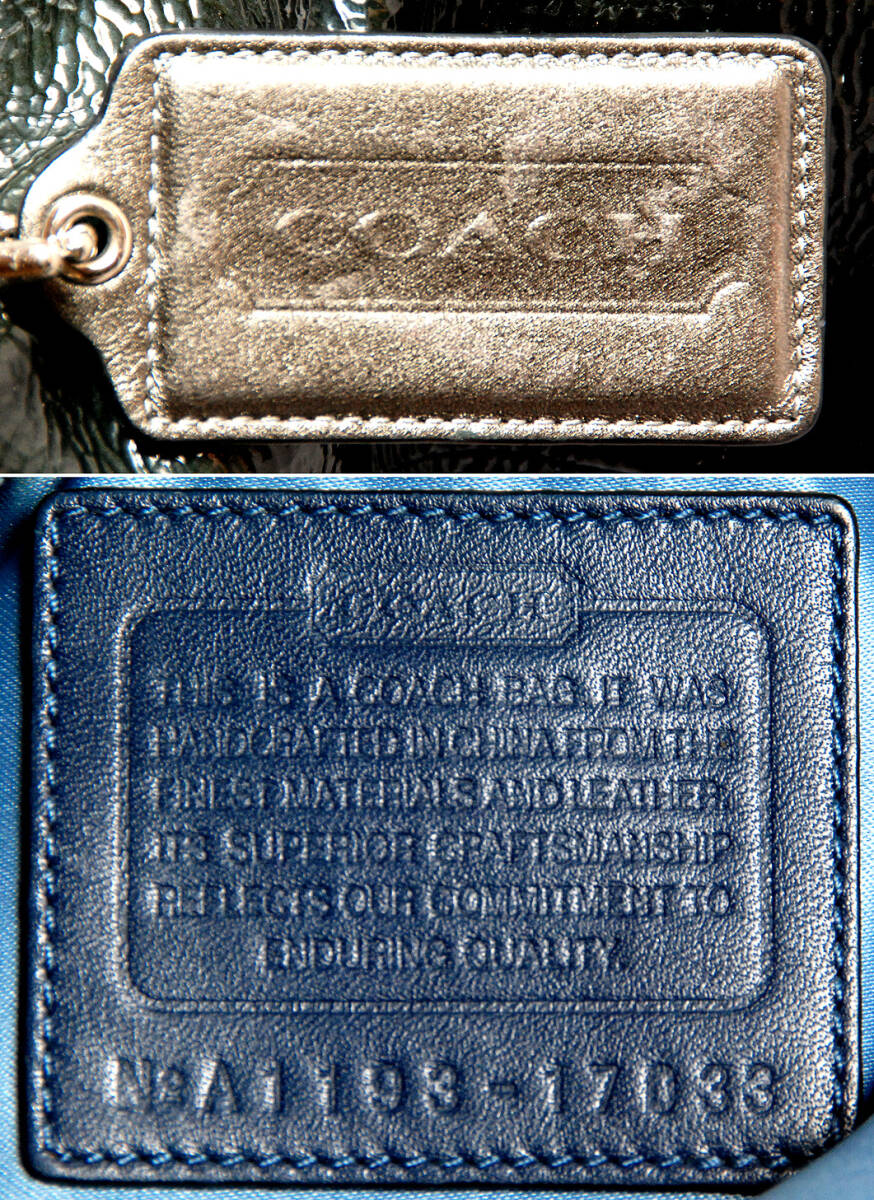 COACH
COACH
THIS IS A COACH BAG. IT WAS
HANDCRAFTED IN CHINA FROM THE
FINEST MATERIALS AND LEATHER.
ITS SUPERIOR CRAFTSMANSHIP
REFLECTS OUR COMMITMENT TO
ENDURING QUALITY.
No A1193-17033